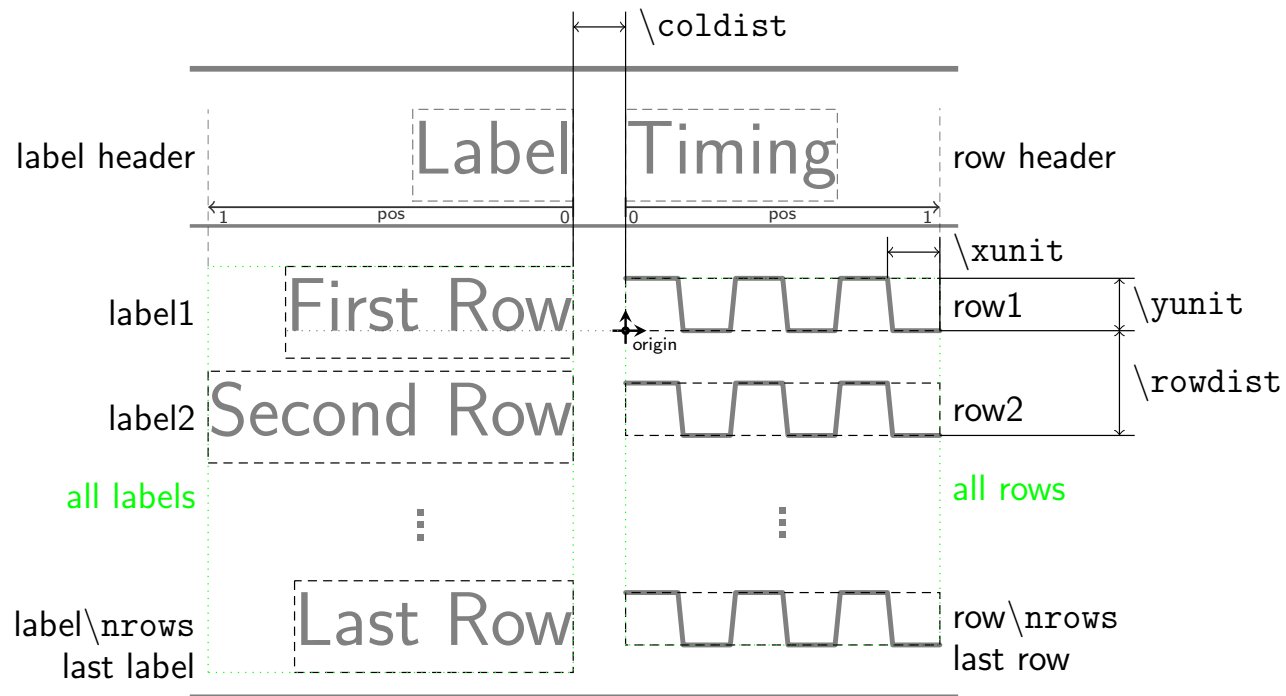 \coldist
label header Label Timing row header
1 pos 0 0 pos 1
\xunit
label1 First Row row1 \yunit
origin
\rowdist
label2 Second Row row2
all labels all rows
⋮ ⋮
label\nrows Last Row row\nrows
last label last row